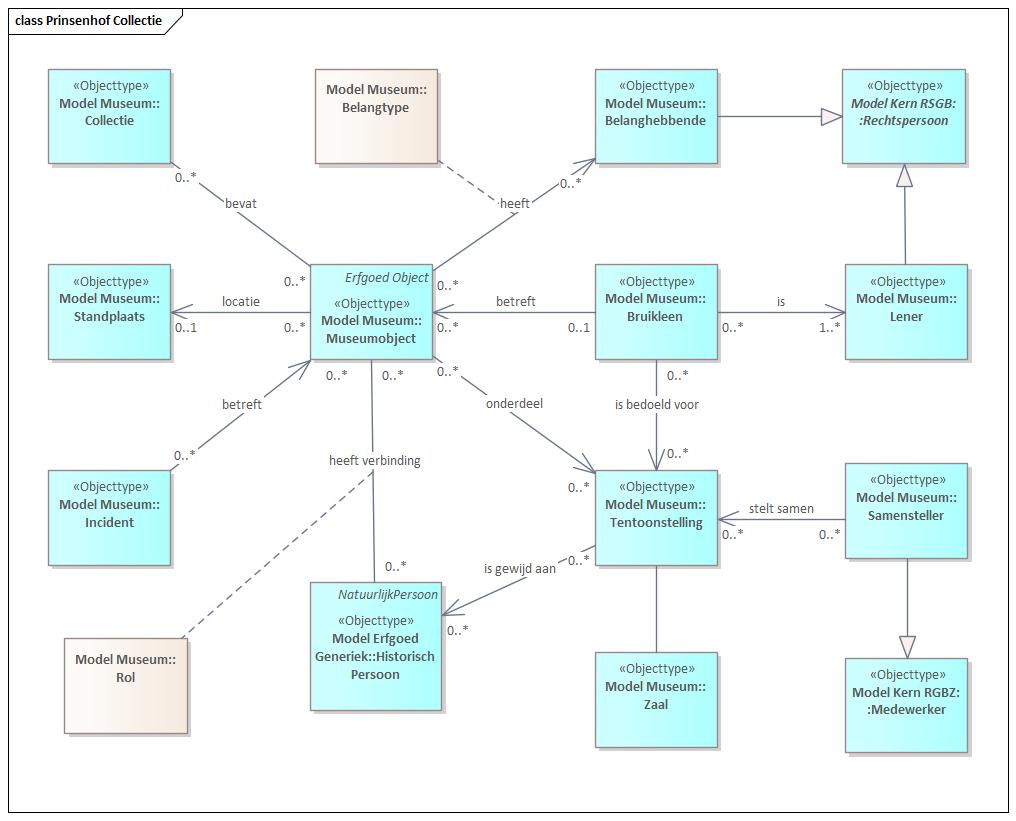 class Prinsenhof Collectie
«Objecttype»
Model Museum::
Collectie
Model Museum::
Belangtype
«Objecttype»
Model Museum::
Belanghebbende
«Objecttype»
Model Kern RSGB:
:Rechtspersoon
0..*
bevat
0..*
heeft
0..*
0..*
«Objecttype»
Model Museum::
Standplaats
locatie
0..1
0..*
Erfgoed Object
«Objecttype»
Model Museum::
Museumobject
betreft
0..*
0..1
«Objecttype»
Model Museum::
Bruikleen
is
0..*
1..*
«Objecttype»
Model Museum::
Lener
0..*
0..*
0..*
0..*
betreft
0..*
onderdeel
0..*
is bedoeld voor
0..*
heeft verbinding
«Objecttype»
Model Museum::
Incident
«Objecttype»
Model Museum::
Tentoonstelling
stelt samen
0..*
0..*
«Objecttype»
Model Museum::
Samensteller
0..*
is gewijd aan
0..*
0..*
NatuurlijkPersoon
«Objecttype»
Model Erfgoed
Generiek::Historisch
Persoon
Model Museum::
Rol
«Objecttype»
Model Museum::
Zaal
«Objecttype»
Model Kern RGBZ:
:Medewerker